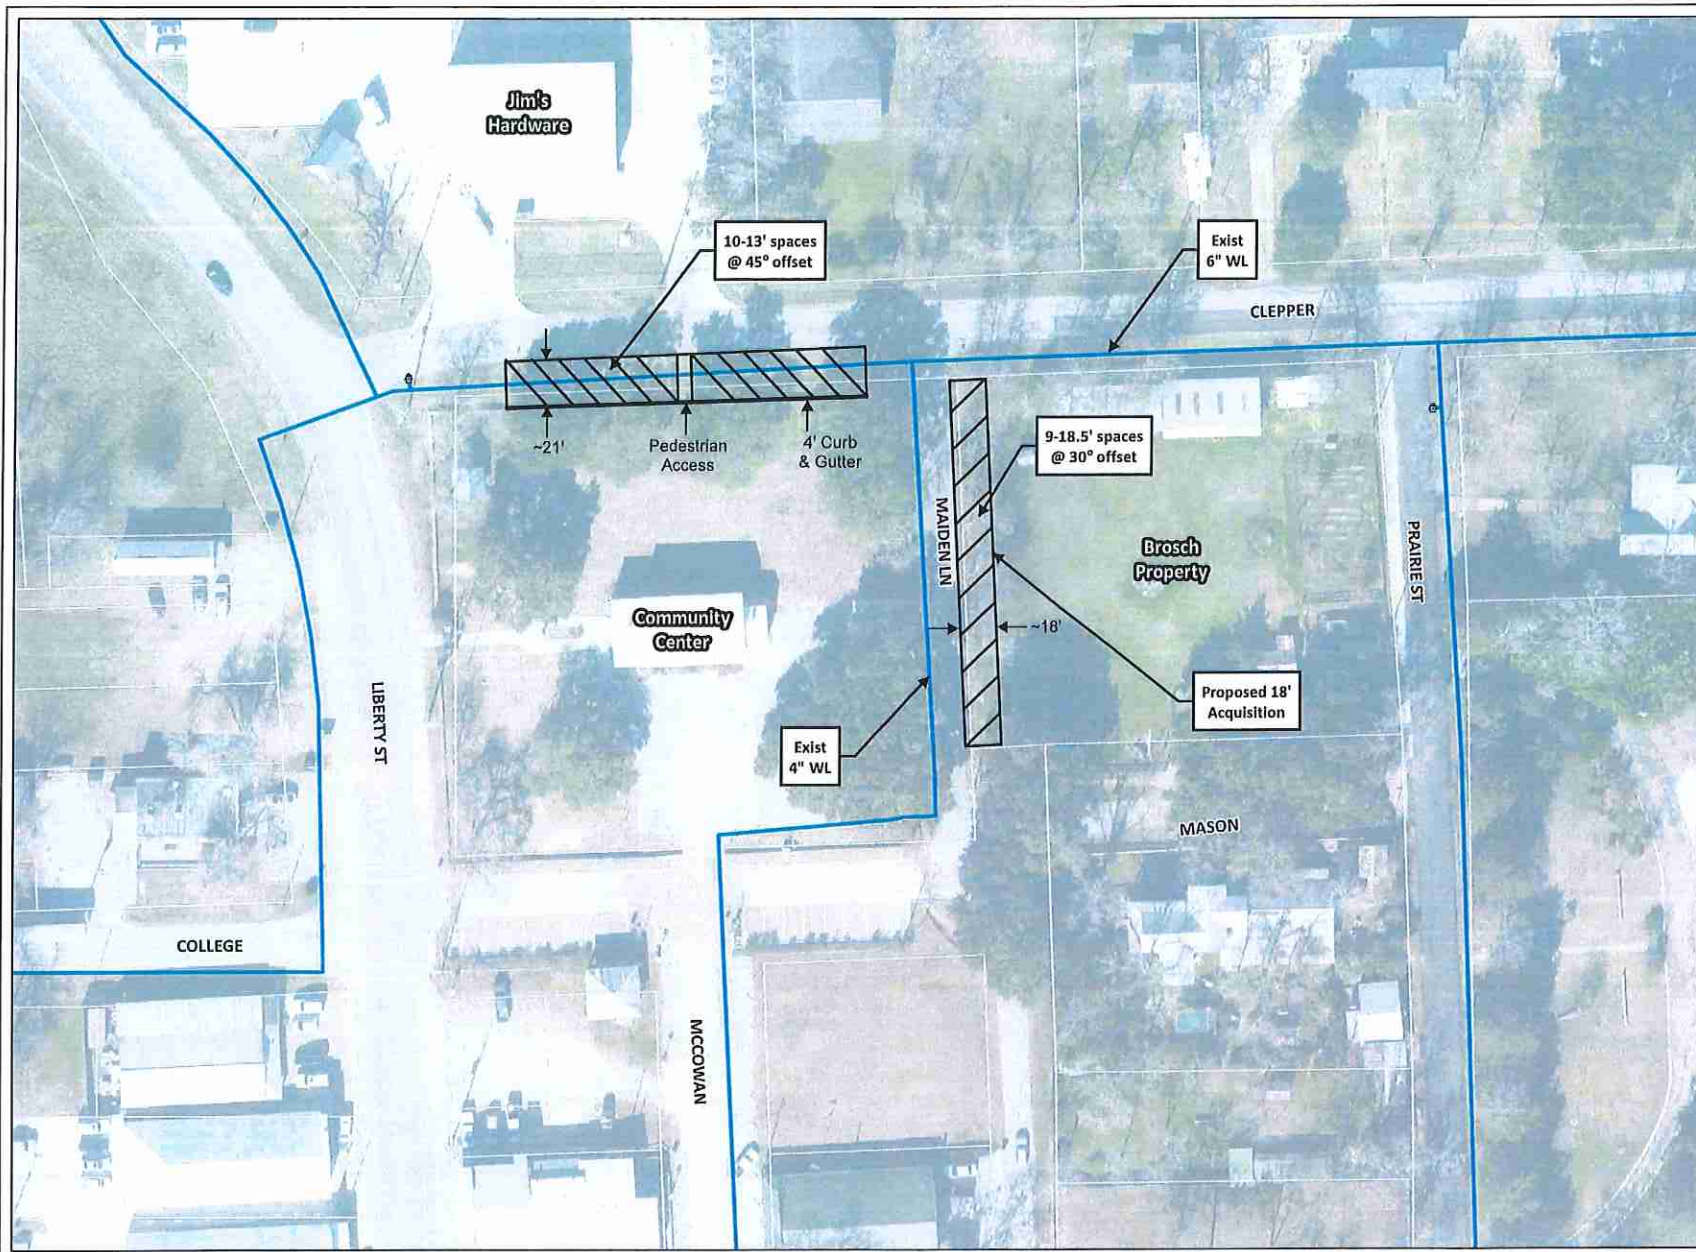 Jim's
Hardware
10-13' spaces
@ 45° offset
Exist
6" WL
CLEPPER
~21'
Pedestrian
Access
4' Curb
& Gutter
9-18.5' spaces
@ 30° offset
MAIDEN LN
Brosch
Property
PRAIRIE ST
Community
Center
~18'
LIBERTY ST
Proposed 18'
Acquisition
Exist
4" WL
MASON
COLLEGE
MCCOWAN